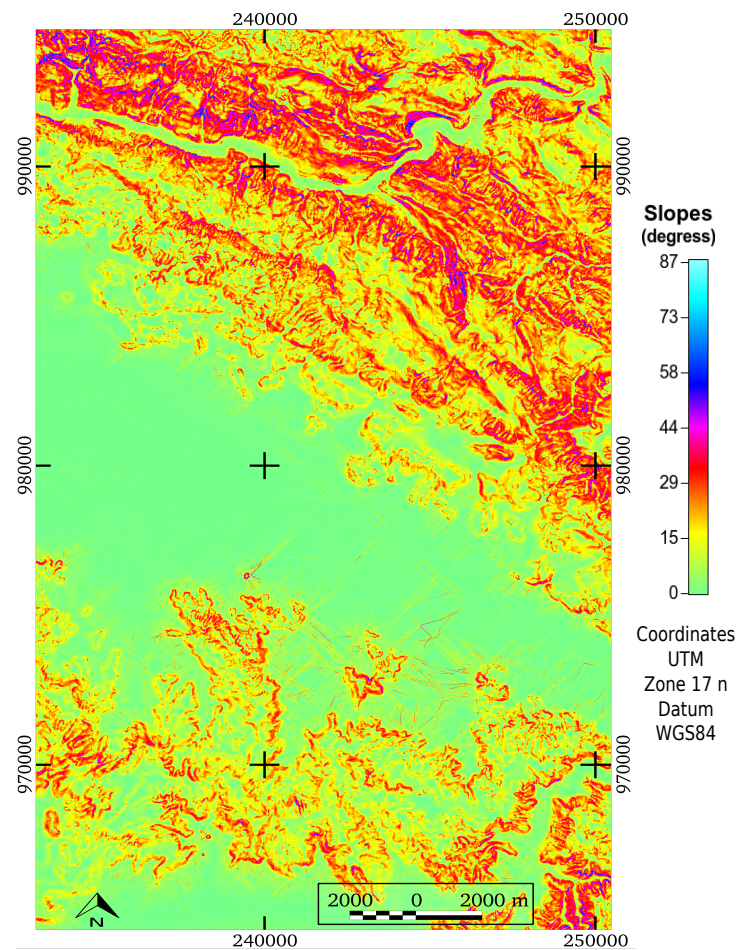 240000 250000
990000 990000
Slopes
(degress)
87
73
58
44
29
15
0
980000 980000
Coordinates
UTM
Zone 17 n
Datum
WGS84
970000 970000
2000 0 2000 m
N
240000 250000